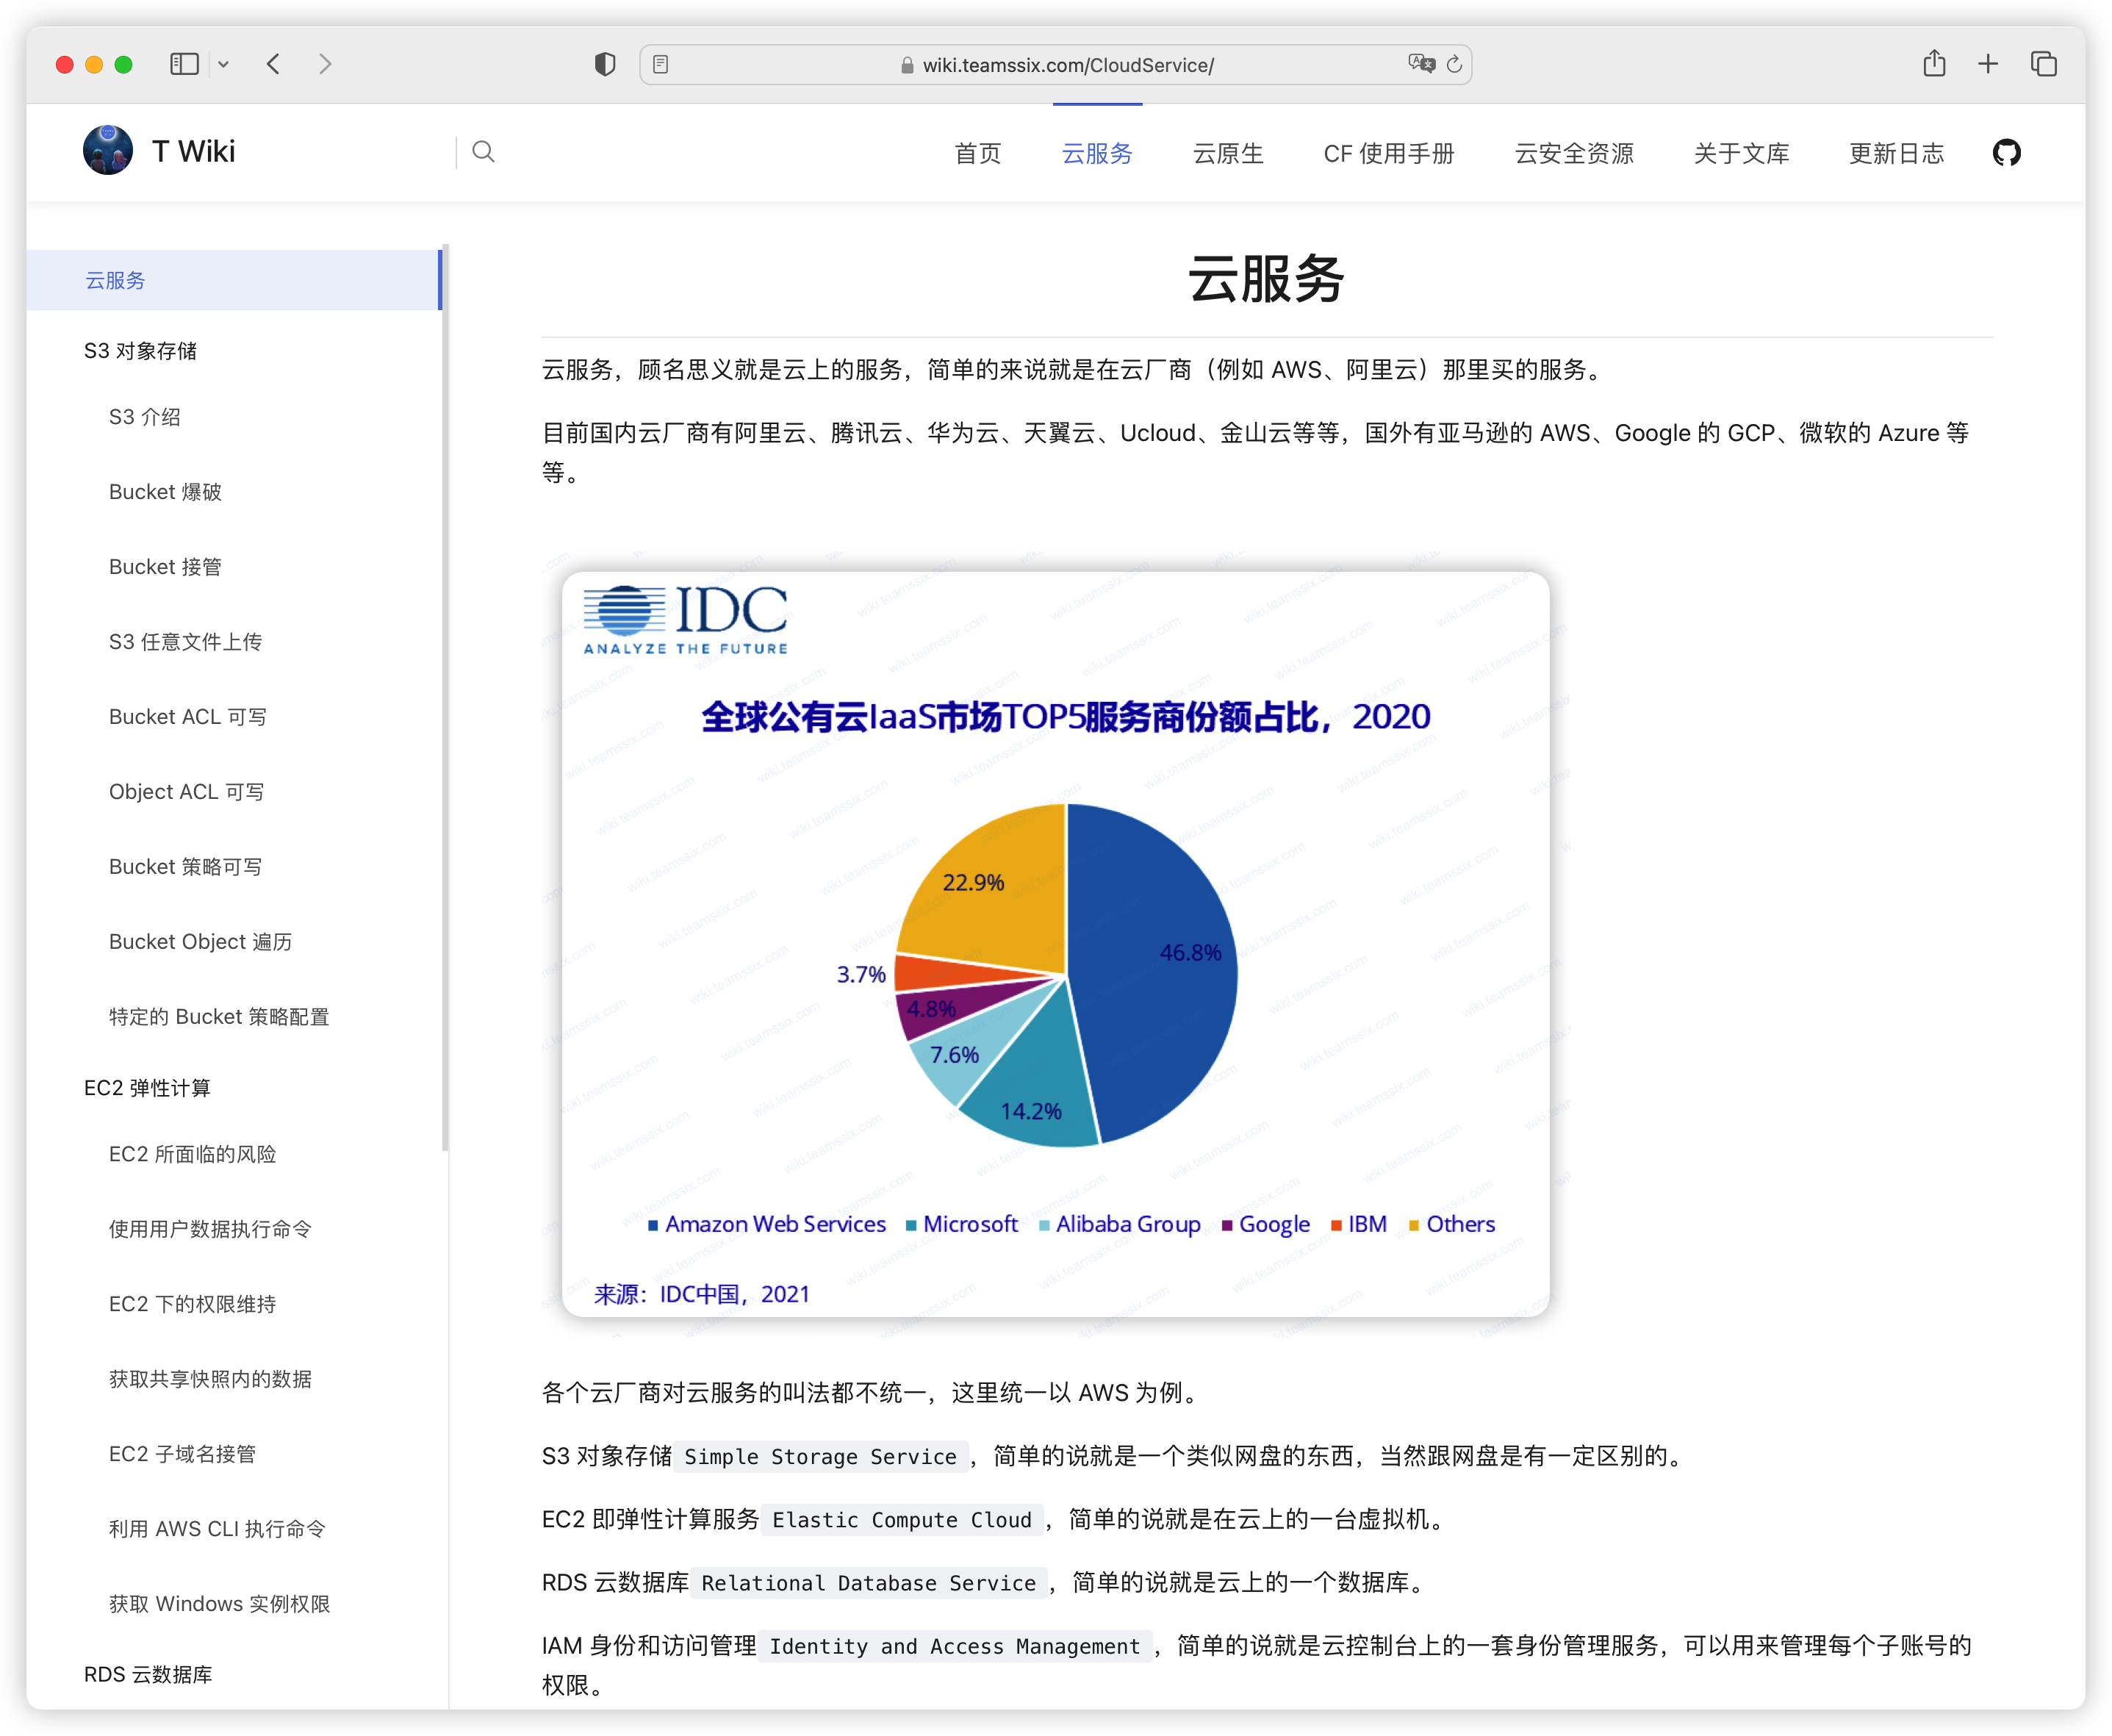 wiki.teamssix.com/CloudService/
T Wiki
首页
云服务
云原生
CF 使用手册
云安全资源
关于文库
更新日志
云服务
S3 对象存储
S3 介绍
Bucket 爆破
Bucket 接管
S3 任意文件上传
Bucket ACL 可写
Object ACL 可写
Bucket 策略可写
Bucket Object 遍历
特定的 Bucket 策略配置
EC2 弹性计算
EC2 所面临的风险
使用用户数据执行命令
EC2 下的权限维持
获取共享快照内的数据
EC2 子域名接管
利用 AWS CLI 执行命令
获取 Windows 实例权限
RDS 云数据库
云服务
云服务，顾名思义就是云上的服务，简单的来说就是在云厂商（例如 AWS、阿里云）那里买的服务。
目前国内云厂商有阿里云、腾讯云、华为云、天翼云、Ucloud、金山云等等，国外有亚马逊的 AWS、Google 的 GCP、微软的 Azure 等
等。
IDC
ANALYZE THE FUTURE
全球公有云IaaS市场TOP5服务商份额占比，2020
22.9%
46.8%
3.7%
4.8%
7.6%
14.2%
Amazon Web Services Microsoft Alibaba Group Google IBM Others
来源：IDC中国，2021
wiki.teamssix.com
各个云厂商对云服务的叫法都不统一，这里统一以 AWS 为例。
S3 对象存储 Simple Storage Service ，简单的说就是一个类似网盘的东西，当然跟网盘是有一定区别的。
EC2 即弹性计算服务 Elastic Compute Cloud ，简单的说就是在云上的一台虚拟机。
RDS 云数据库 Relational Database Service ，简单的说就是云上的一个数据库。
IAM 身份和访问管理 Identity and Access Management ，简单的说就是云控制台上的一套身份管理服务，可以用来管理每个子账号的
权限。